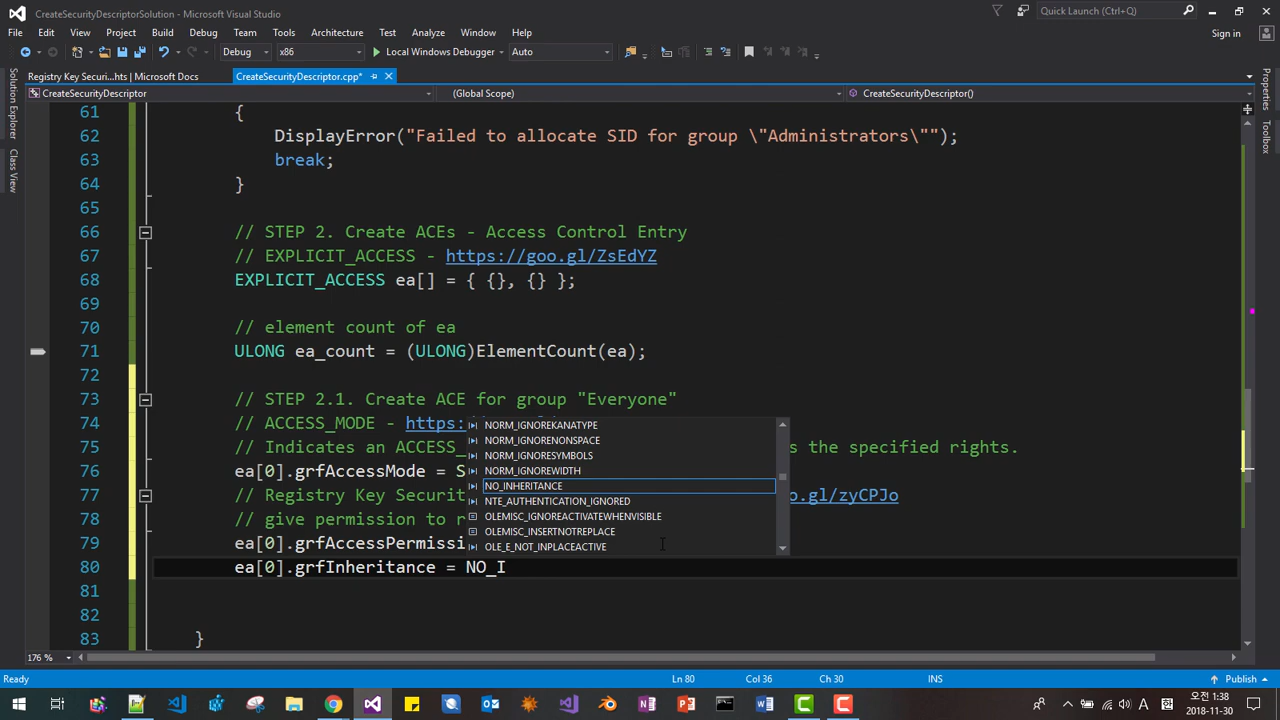 CreateSecurityDescriptorSolution - Microsoft Visual Studio
Quick Launch (Ctrl+Q)
File Edit View Project Build Debug Team Tools Architecture Test Analyze Window Help
Sign in
Debug x86 Local Windows Debugger Auto
Registry Key Securi...hts | Microsoft Docs CreateSecurityDescriptor.cpp*
CreateSecurityDescriptor (Global Scope) CreateSecurityDescriptor()
Solution Explorer
Class View
Properties
Toolbox
61 {
62 DisplayError("Failed to allocate SID for group \"Administrators\"");
63 break;
64 }
65
66 // STEP 2. Create ACEs - Access Control Entry
67 // EXPLICIT_ACCESS - https://goo.gl/ZsEdYZ
68 EXPLICIT_ACCESS ea[] = { {}, {} };
69
70 // element count of ea
71 ULONG ea_count = (ULONG)ElementCount(ea);
72
73 // STEP 2.1. Create ACE for group "Everyone"
74 // ACCESS_MODE - https:
75 // Indicates an ACCESS_ s the specified rights.
76 ea[0].grfAccessMode = S
77 // Registry Key Securit o.gl/zyCPJo
78 // give permission to r
79 ea[0].grfAccessPermissi
80 ea[0].grfInheritance = NO_I
81
82
83 }
NORM_IGNOREKANATYPE
NORM_IGNORENONSPACE
NORM_IGNORESYMBOLS
NORM_IGNOREWIDTH
NO_INHERITANCE
NTE_AUTHENTICATION_IGNORED
OLEMISC_IGNOREACTIVATEWHENVISIBLE
OLEMISC_INSERTNOTREPLACE
OLE_E_NOT_INPLACEACTIVE
176 %
Ready Ln 80 Col 36 Ch 30 INS Publish
A 오전 1:38
2018-11-30